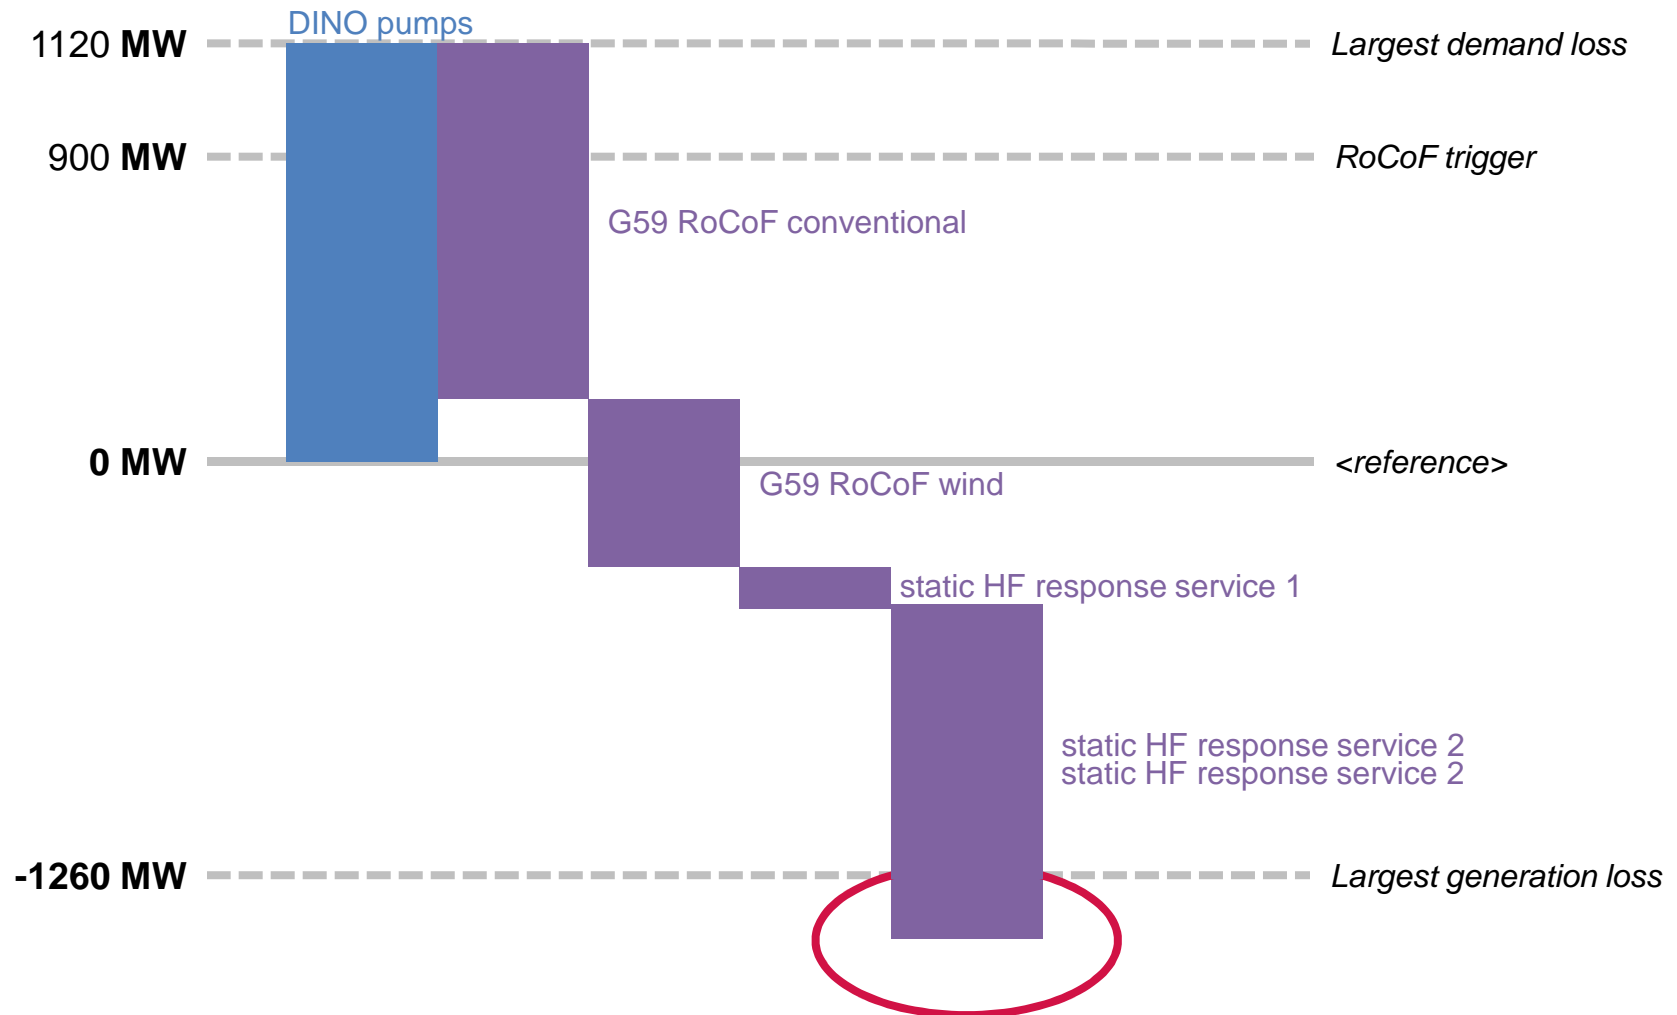 DINO pumps
1120 MW
Largest demand loss
900 MW
RoCoF trigger
G59 RoCoF conventional
0 MW
<reference>
G59 RoCoF wind
static HF response service 1
static HF response service 2
static HF response service 2
-1260 MW
Largest generation loss